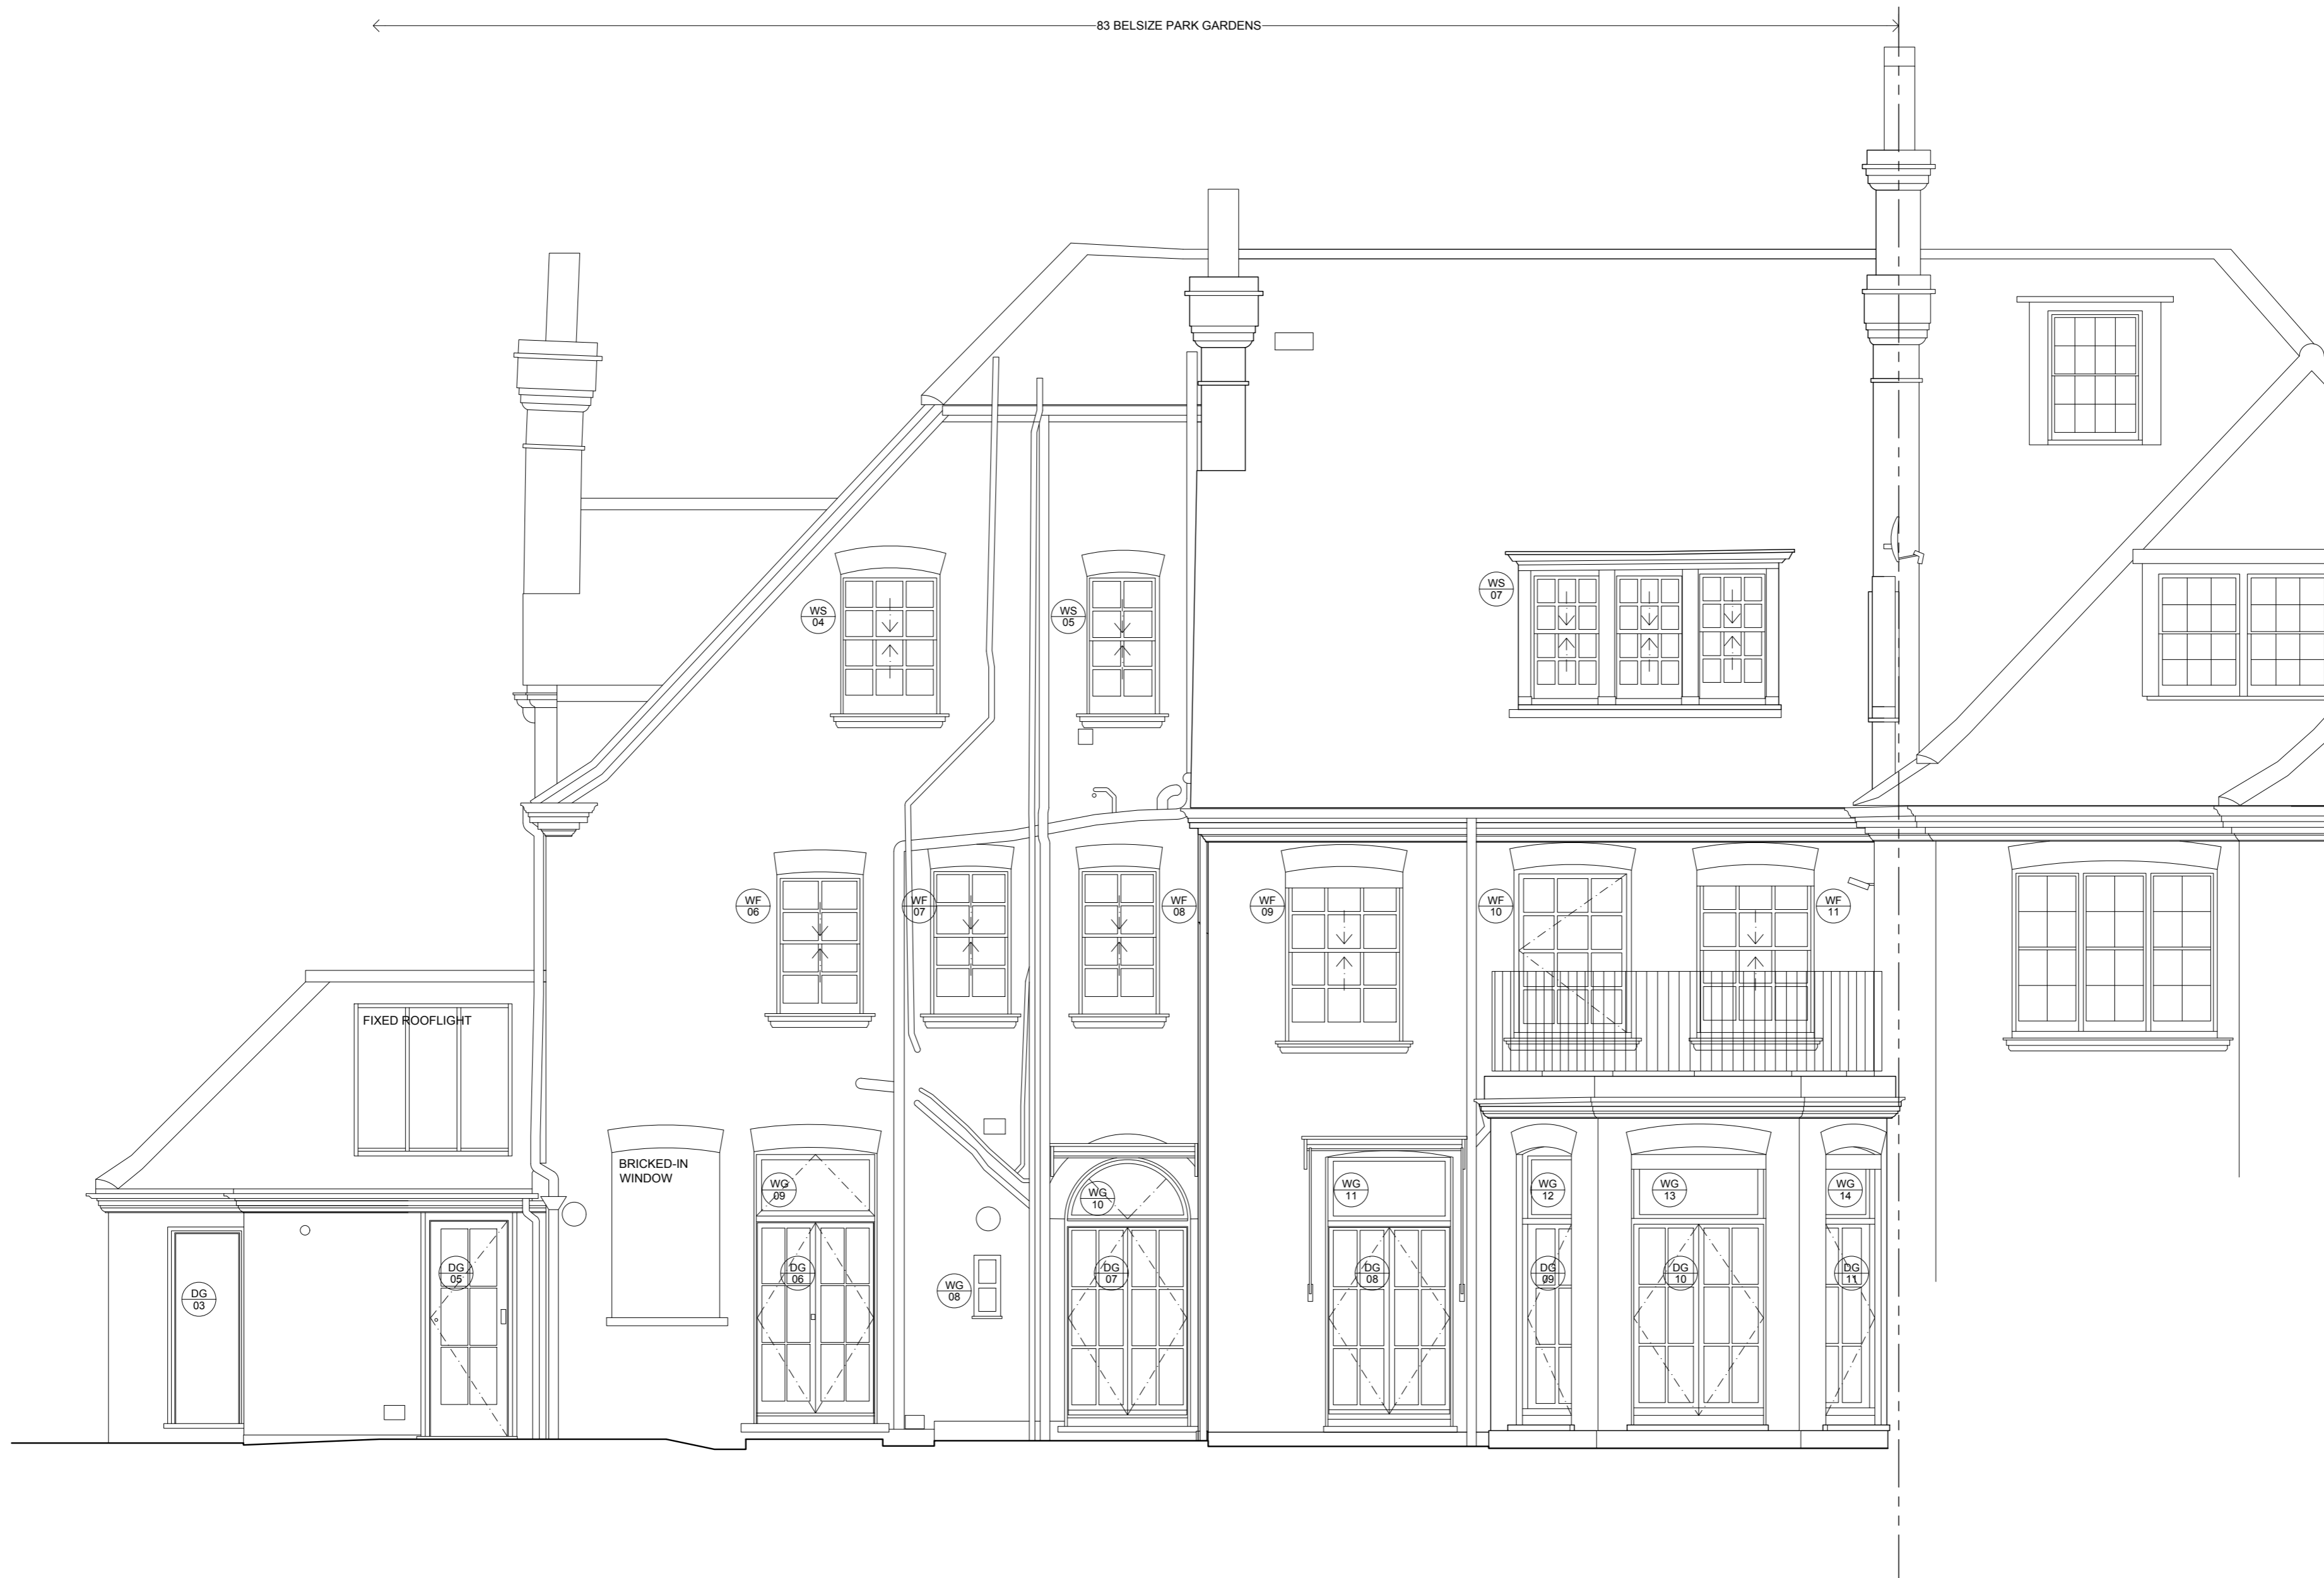 83 BELSIZE PARK GARDENS
WS
04
WS
05
WS
07
WF
06
WF
07
WF
08
WF
09
WF
10
WF
11
FIXED ROOFLIGHT
BRICKED-IN
WINDOW
WG
09
WG
10
WG
11
WG
12
WG
13
WG
14
DG
03
DG
05
DG
06
WG
08
DG
07
DG
08
DG
09
DG
10
DG
11